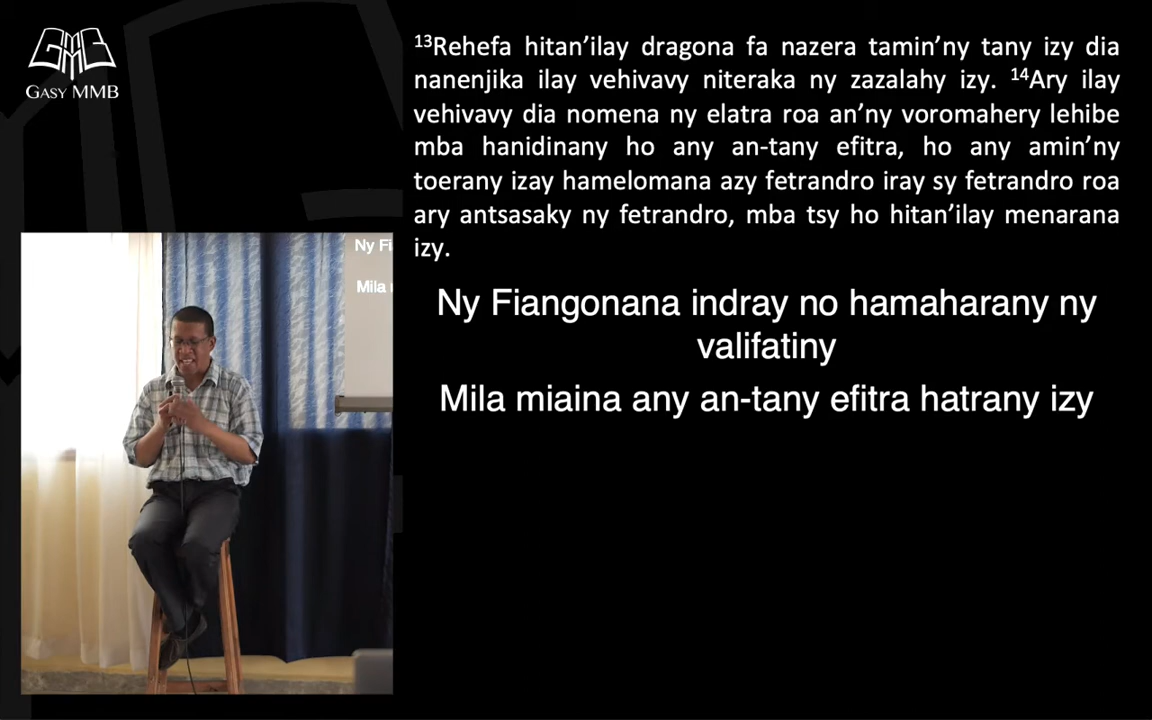 GMMB
GASY MMB
¹³Rehefa hitan’ilay dragona fa nazera tamin’ny tany izy dia
nanenjika ilay vehivavy niteraka ny zazalahy izy. ¹⁴Ary ilay
vehivavy dia nomena ny elatra roa an’ny voromahery lehibe
mba hanidinany ho any an-tany efitra, ho any amin’ny
toerany izay hamelomana azy fetrandro iray sy fetrandro roa
ary antsasaky ny fetrandro, mba tsy ho hitan’ilay menarana
izy.
Ny Fiangonana indray no hamaharany ny
valifatiny
Mila miaina any an-tany efitra hatrany izy
Ny Fi
Mila